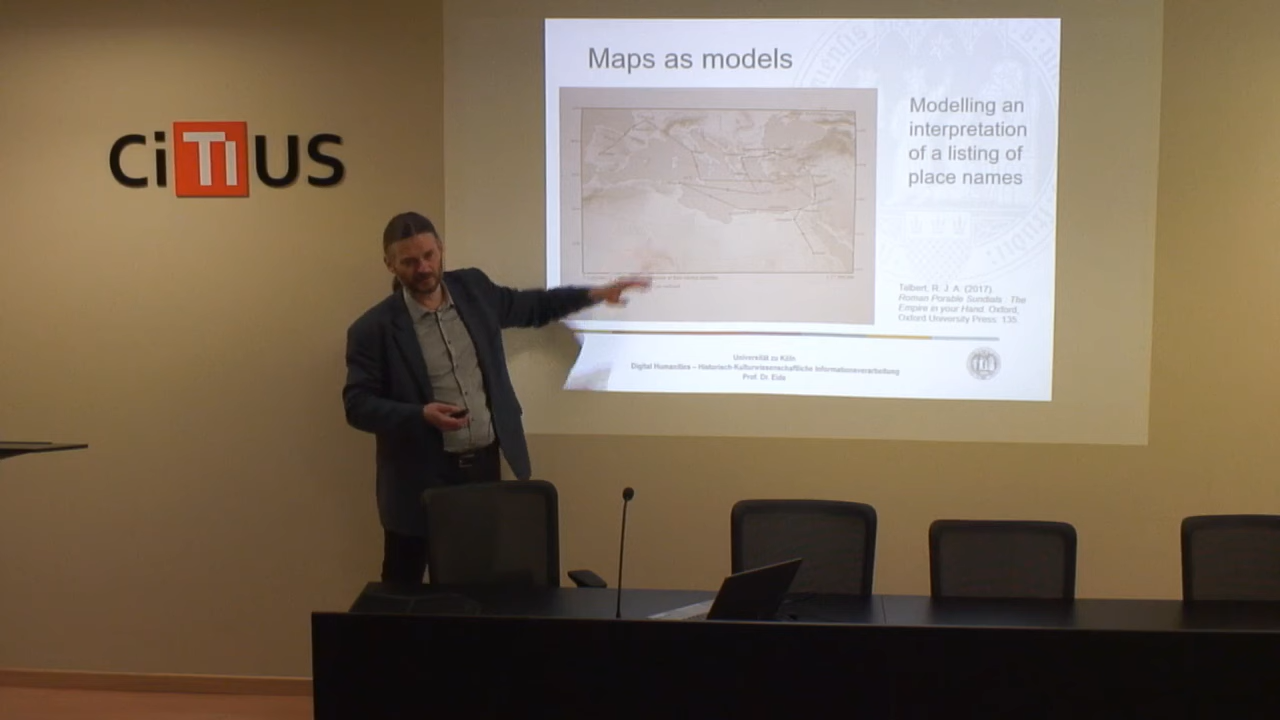 CiTIUS
Maps as models
Modelling an
interpretation
of a listing of
place names
Talbert, R. J. A. (2017).
Roman Porable Sundials : The
Empire in your Hand. Oxford,
Oxford University Press; 135.
Universität zu Köln
Digital Humanities – Historisch-Kulturwissenschaftliche Informationsverarbeitung
Prof. Dr. Eide